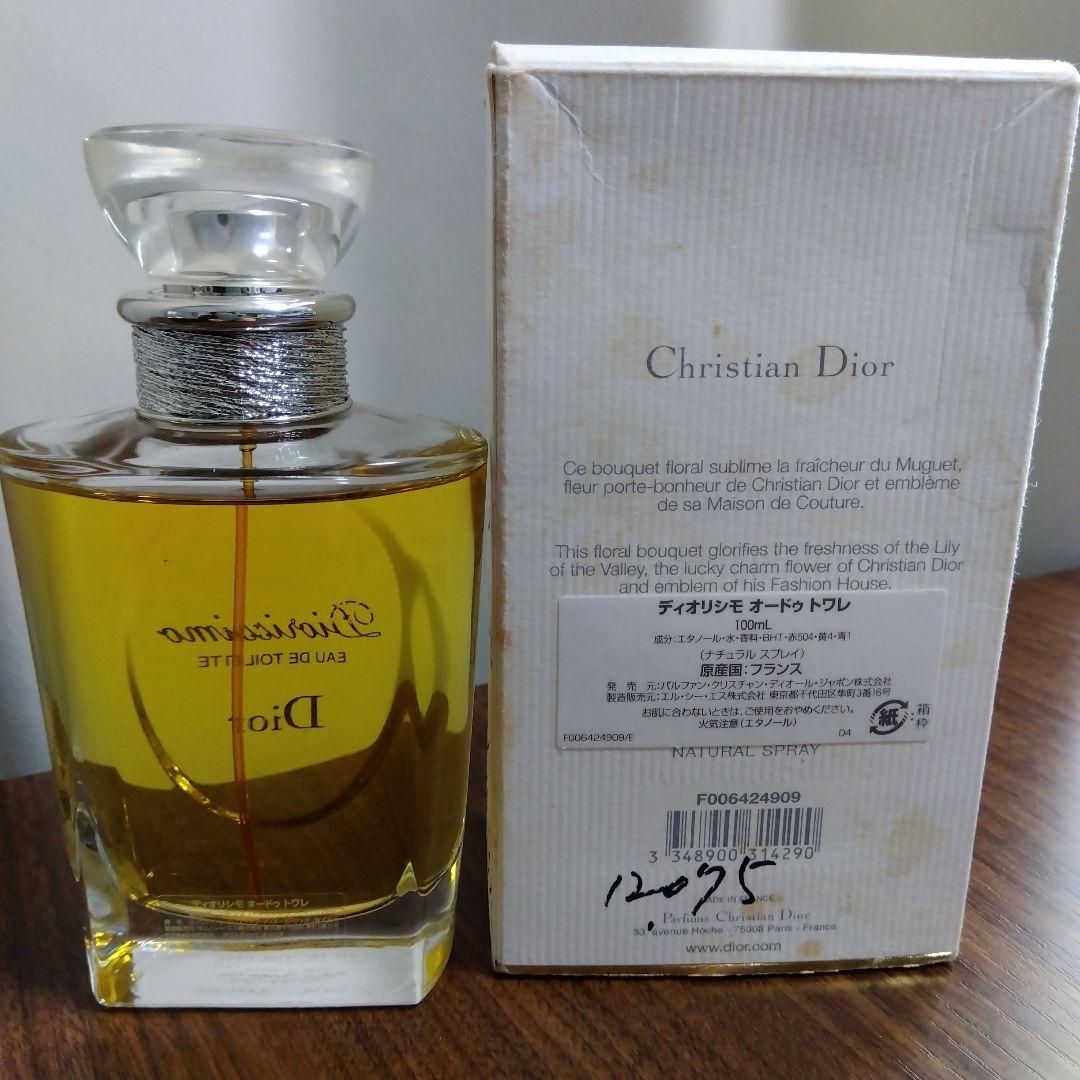 Diorissimo
EAU DE TOILETTE
Dior
ディオリシモ オードゥ トワレ
Christian Dior
Ce bouquet floral sublime la fraîcheur du Muguet,
fleur porte-bonheur de Christian Dior et emblème
de sa Maison de Couture.
This floral bouquet glorifies the freshness of the Lily
of the Valley, the lucky charm flower of Christian Dior
and emblem of his Fashion House.
ディオリシモ オードゥ トワレ
100mL
成分:エタノール・水・香料・BHT・赤504・黄4・青1
(ナチュラル スプレイ)
原産国:フランス
発 売 元:パルファン・クリスチャン・ディオール・ジャポン株式会社
製造販売元:エル・シー・エス株式会社 東京都千代田区隼町3番16号
お肌に合わないときは、ご使用をおやめください。
火気注意(エタノール)
紙
箱
枠
F006424909/E
D4
NATURAL SPRAY
F006424909
3 348900 314290
12.075
MADE IN FRANCE
Parfums Christian Dior
33, avenue Hoche - 75008 Paris - France
www.dior.com